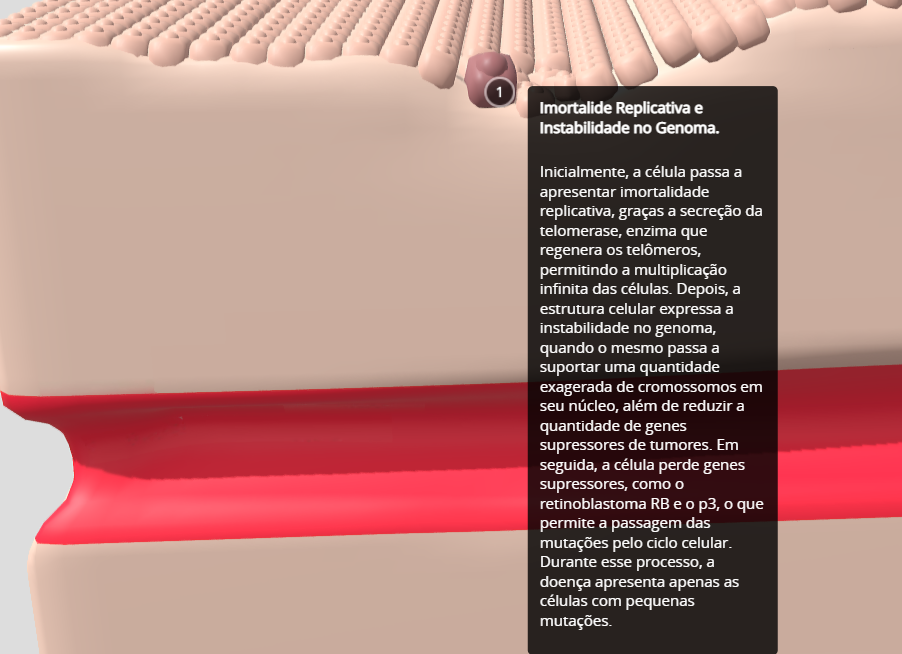 1
Imortalide Replicativa e
Instabilidade no Genoma.
Inicialmente, a célula passa a
apresentar imortalidade
replicativa, graças a secreção da
telomerase, enzima que
regenera os telômeros,
permitindo a multiplicação
infinita das células. Depois, a
estrutura celular expressa a
instabilidade no genoma,
quando o mesmo passa a
suportar uma quantidade
exagerada de cromossomos em
seu núcleo, além de reduzir a
quantidade de genes
supressores de tumores. Em
seguida, a célula perde genes
supressores, como o
retinoblastoma RB e o p3, o que
permite a passagem das
mutações pelo ciclo celular.
Durante esse processo, a
doença apresenta apenas as
células com pequenas
mutações.